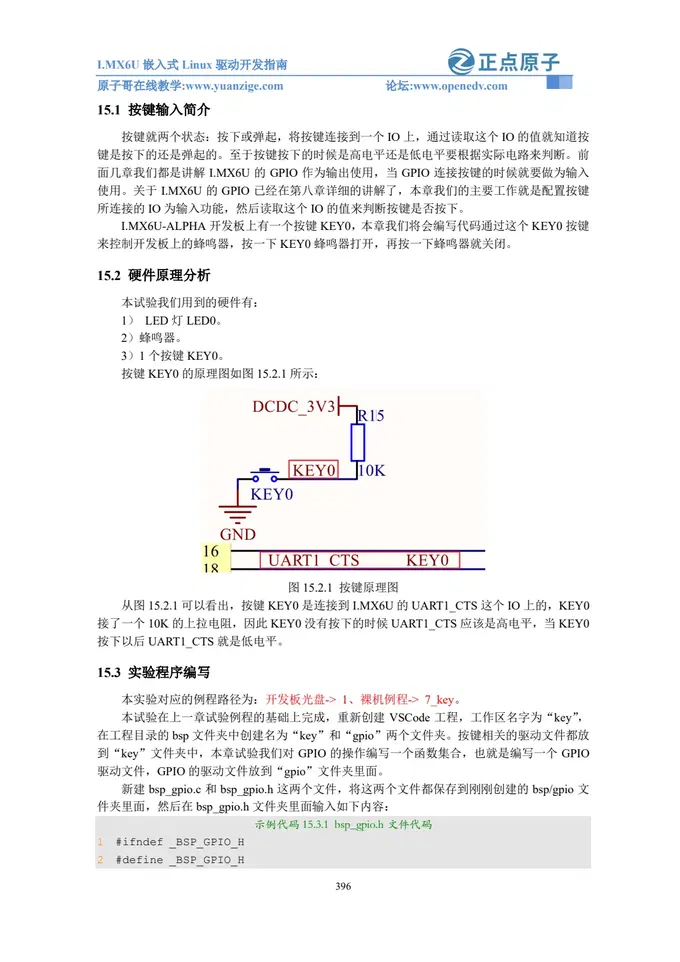 I.MX6U 嵌入式 Linux 驱动开发指南
正点原子
原子哥在线教学:www.yuanzige.com
论坛:www.openedv.com
15.1 按键输入简介
按键就两个状态：按下或弹起，将按键连接到一个 IO 上，通过读取这个 IO 的值就知道按
键是按下的还是弹起的。至于按键按下的时候是高电平还是低电平要根据实际电路来判断。前
面几章我们都是讲解 I.MX6U 的 GPIO 作为输出使用，当 GPIO 连接按键的时候就要做为输入
使用。关于 I.MX6U 的 GPIO 已经在第八章详细的讲解了，本章我们的主要工作就是配置按键
所连接的 IO 为输入功能，然后读取这个 IO 的值来判断按键是否按下。
I.MX6U-ALPHA 开发板上有一个按键 KEY0，本章我们将会编写代码通过这个 KEY0 按键
来控制开发板上的蜂鸣器，按一下 KEY0 蜂鸣器打开，再按一下蜂鸣器就关闭。
15.2 硬件原理分析
本试验我们用到的硬件有：
1） LED 灯 LED0。
2）蜂鸣器。
3）1 个按键 KEY0。
按键 KEY0 的原理图如图 15.2.1 所示：
DCDC_3V3
R15
KEY0
10K
KEY0
GND
16
UART1_CTS KEY0
18
图 15.2.1 按键原理图
从图 15.2.1 可以看出，按键 KEY0 是连接到 I.MX6U 的 UART1_CTS 这个 IO 上的，KEY0
接了一个 10K 的上拉电阻，因此 KEY0 没有按下的时候 UART1_CTS 应该是高电平，当 KEY0
按下以后 UART1_CTS 就是低电平。
15.3 实验程序编写
本实验对应的例程路径为：开发板光盘-> 1、裸机例程-> 7_key。
本试验在上一章试验例程的基础上完成，重新创建 VSCode 工程，工作区名字为“key”，
在工程目录的 bsp 文件夹中创建名为“key”和“gpio”两个文件夹。按键相关的驱动文件都放
到“key”文件夹中，本章试验我们对 GPIO 的操作编写一个函数集合，也就是编写一个 GPIO
驱动文件，GPIO 的驱动文件放到“gpio”文件夹里面。
新建 bsp_gpio.c 和 bsp_gpio.h 这两个文件，将这两个文件都保存到刚刚创建的 bsp/gpio 文
件夹里面，然后在 bsp_gpio.h 文件夹里面输入如下内容：
示例代码 15.3.1 bsp_gpio.h 文件代码
1 #ifndef _BSP_GPIO_H
2 #define _BSP_GPIO_H
396